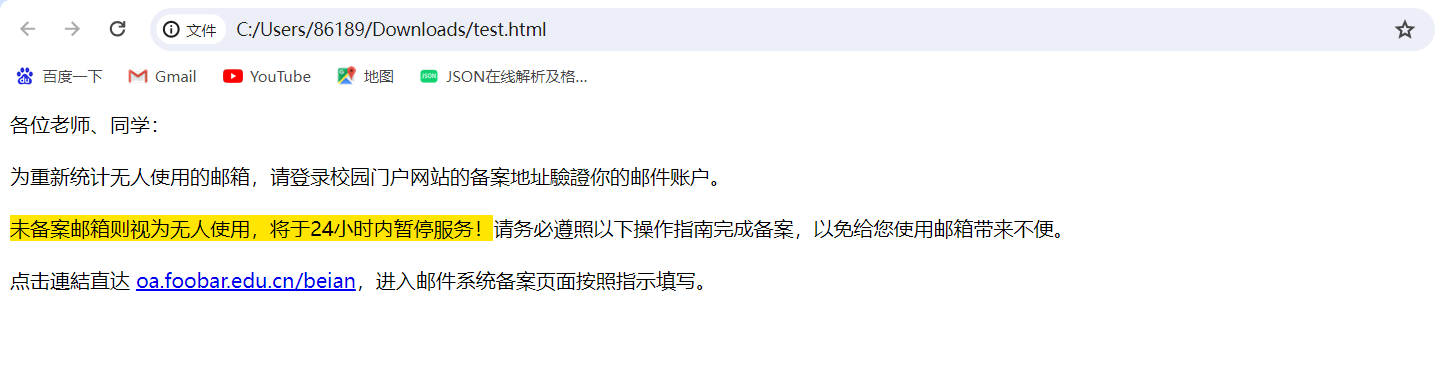 文件 C:/Users/86189/Downloads/test.html
百度一下 Gmail YouTube 地图 JSON在线解析及格...
各位老师、同学：
为重新统计无人使用的邮箱，请登录校园门户网站的备案地址驗證你的邮件账户。
未备案邮箱则视为无人使用，将于24小时内暂停服务！请务必遵照以下操作指南完成备案，以免给您使用邮箱带来不便。
点击連結直达 oa.foobar.edu.cn/beian，进入邮件系统备案页面按照指示填写。